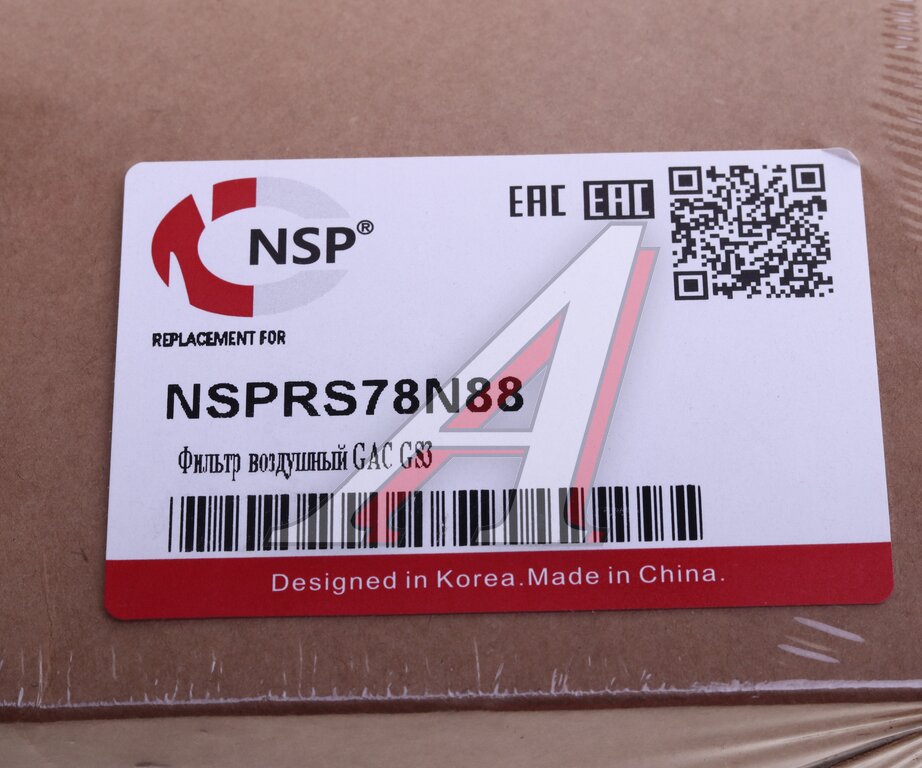 NSP®
EAC EAC
REPLACEMENT FOR
NSPRS78N88
Фильтр воздушный GAC GS3
Designed in Korea.Made in China.